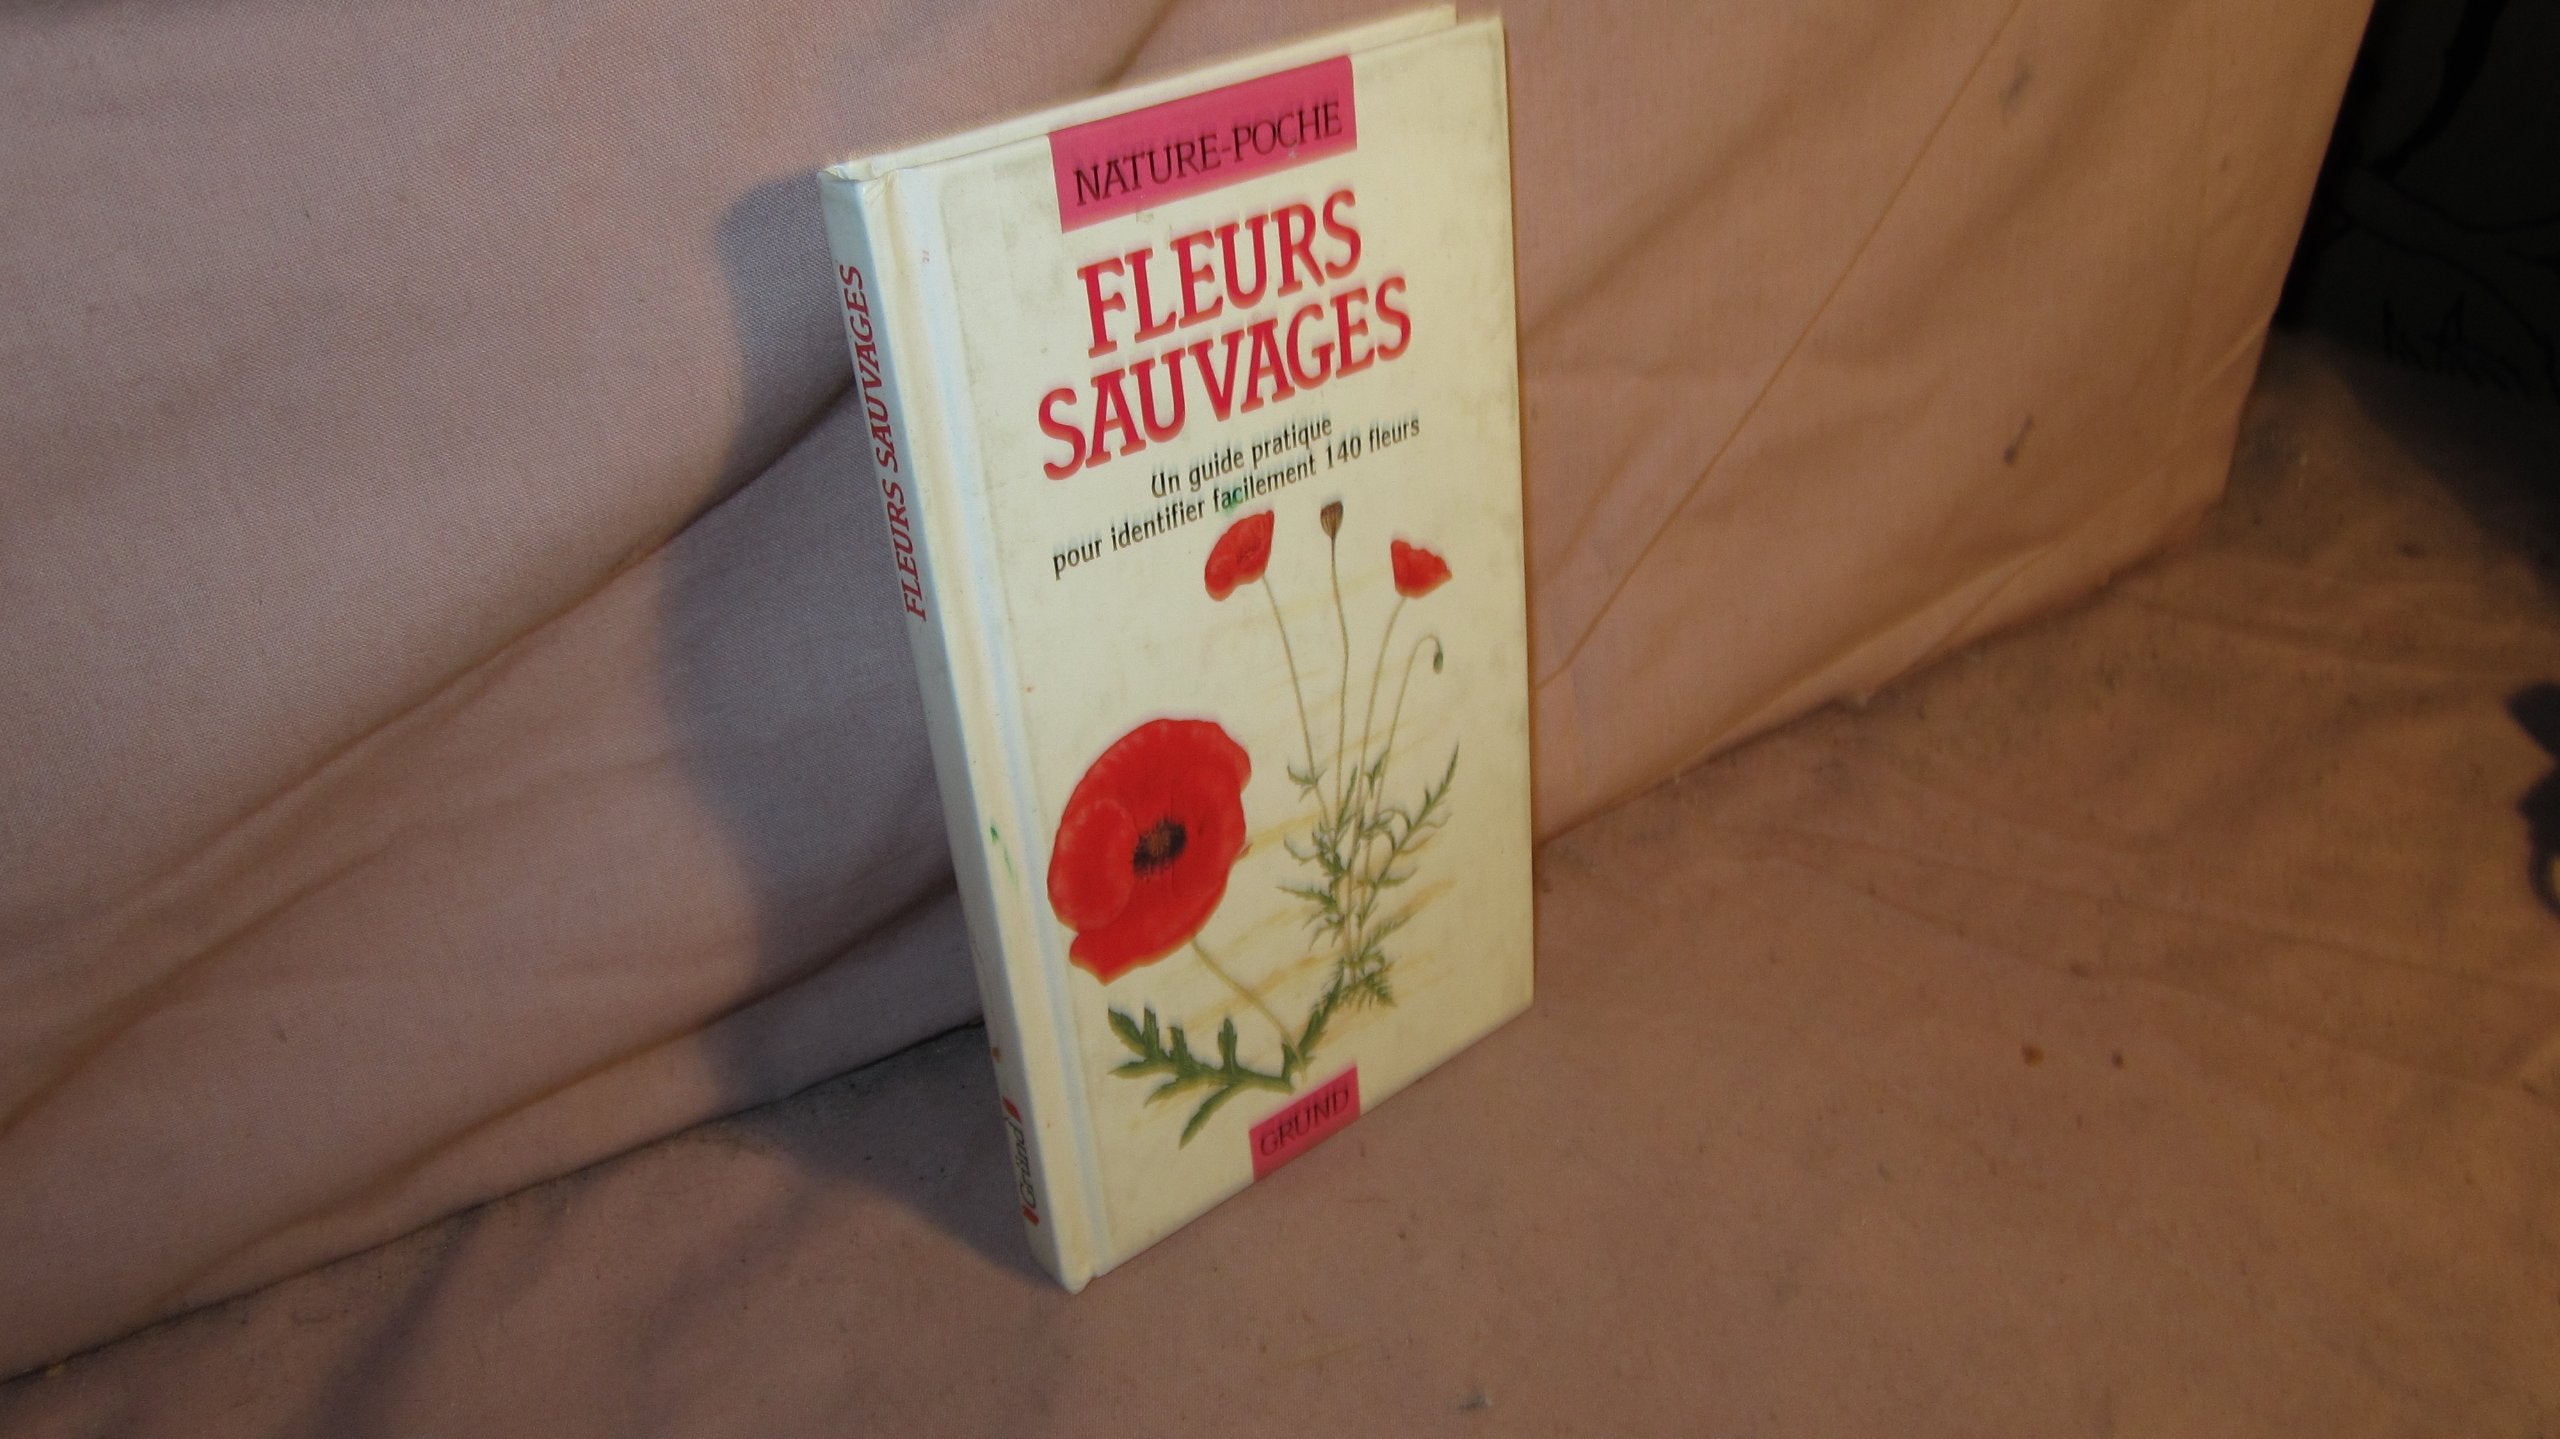 NATURE-POCHE
FLEURS
SAUVAGES
Un guide pratique
pour identifier facilement 140 fleurs
GRÜND
FLEURS SAUVAGES
Gründ